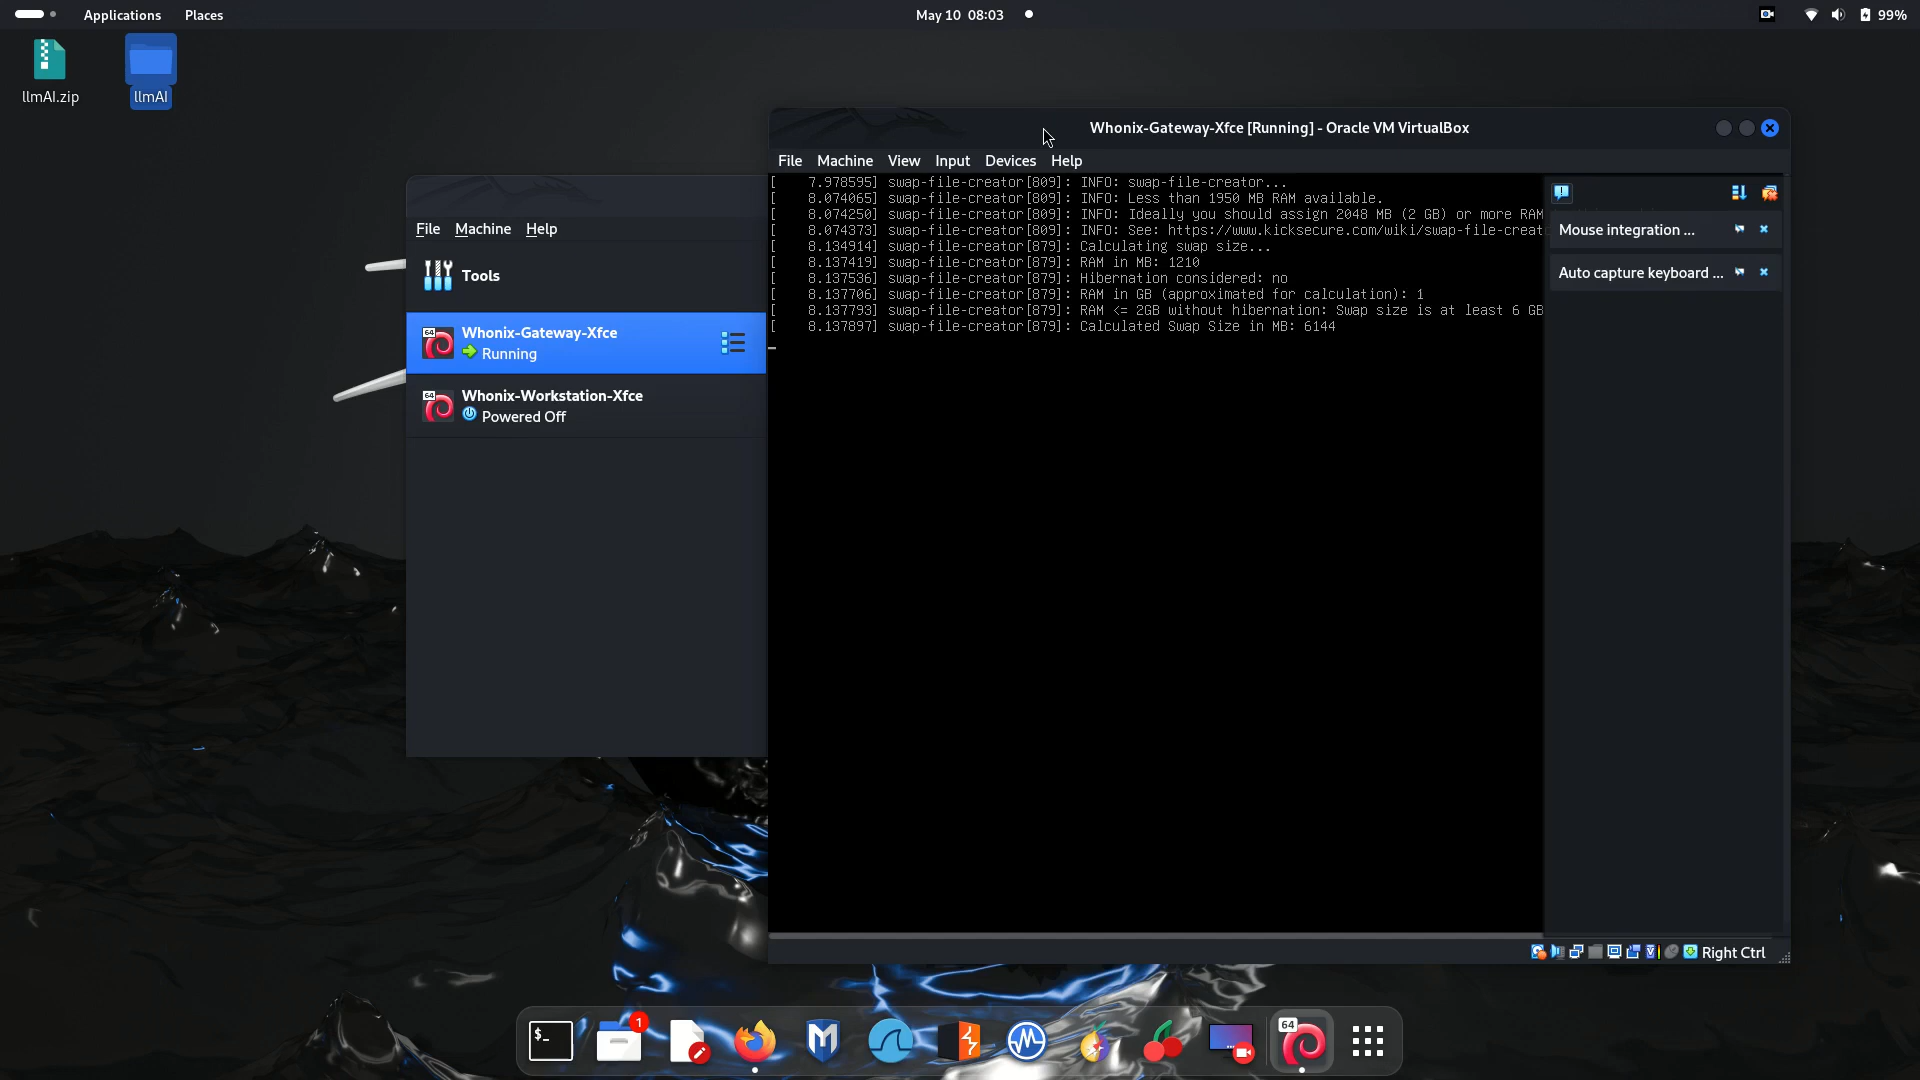 Applications Places May 10 08:03 99%
llmAI.zip llmAI
Whonix-Gateway-Xfce [Running] - Oracle VM VirtualBox
File Machine View Input Devices Help
[ 7.978595] swap-file-creator[809]: INFO: swap-file-creator...
[ 8.074065] swap-file-creator[809]: INFO: Less than 1950 MB RAM available.
[ 8.074250] swap-file-creator[809]: INFO: Ideally you should assign 2048 MB (2 GB) or more RAM
[ 8.074373] swap-file-creator[809]: INFO: See: https://www.kicksecure.com/wiki/swap-file-creat
[ 8.134914] swap-file-creator[879]: Calculating swap size...
[ 8.137419] swap-file-creator[879]: RAM in MB: 1210
[ 8.137536] swap-file-creator[879]: Hibernation considered: no
[ 8.137706] swap-file-creator[879]: RAM in GB (approximated for calculation): 1
[ 8.137793] swap-file-creator[879]: RAM <= 2GB without hibernation: Swap size is at least 6 GB
[ 8.137897] swap-file-creator[879]: Calculated Swap Size in MB: 6144
Mouse integration ...
Auto capture keyboard ...
File Machine Help
Tools
64
Whonix-Gateway-Xfce
Running
64
Whonix-Workstation-Xfce
Powered Off
Right Ctrl
$_
1
64